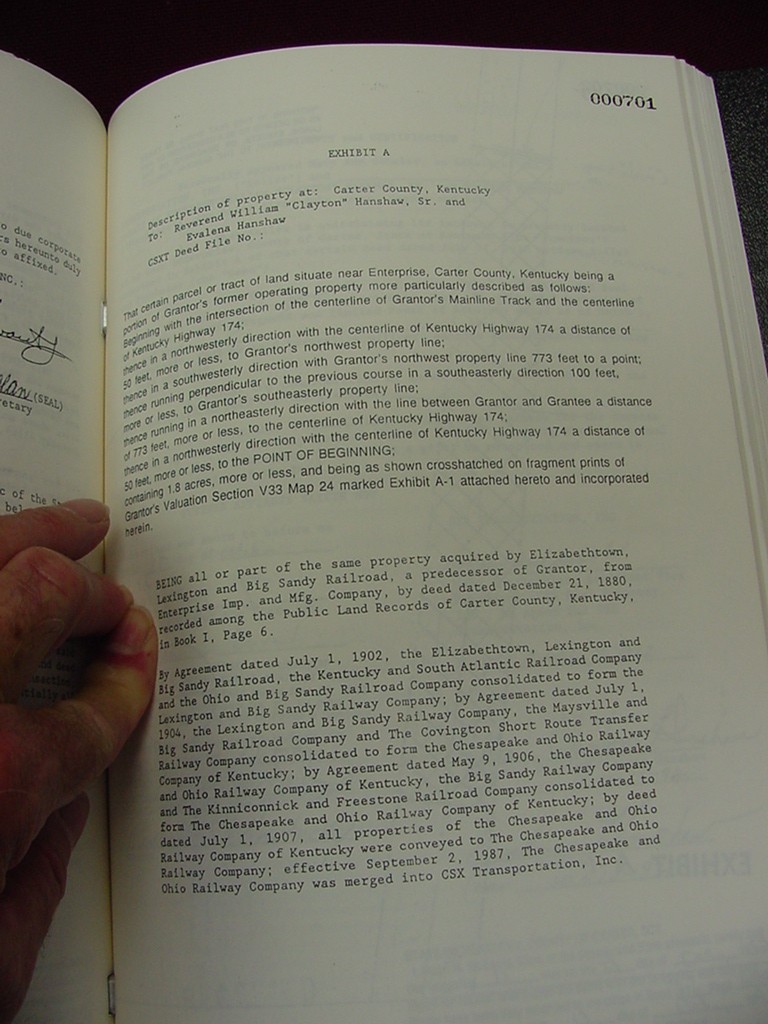 o due corporate
rs hereunto duly
o affixed.
NC.:
(SEAL)
retary
c of the
bel
000701
EXHIBIT A
Description of property at: Carter County, Kentucky
To: Reverend William "Clayton" Hanshaw, Sr. and
Evalena Hanshaw
CSXT Deed File No.:
That certain parcel or tract of land situate near Enterprise, Carter County, Kentucky being a
portion of Grantor's former operating property more particularly described as follows:
Beginning with the intersection of the centerline of Grantor's Mainline Track and the centerline
of Kentucky Highway 174;
thence in a northwesterly direction with the centerline of Kentucky Highway 174 a distance of
50 feet, more or less, to Grantor's northwest property line;
thence in a southwesterly direction with Grantor's northwest property line 773 feet to a point;
thence running perpendicular to the previous course in a southeasterly direction 100 feet,
more or less, to Grantor's southeasterly property line;
thence running in a northeasterly direction with the line between Grantor and Grantee a distance
of 773 feet, more or less, to the centerline of Kentucky Highway 174;
thence in a northwesterly direction with the centerline of Kentucky Highway 174 a distance of
50 feet, more or less, to the POINT OF BEGINNING;
containing 1.8 acres, more or less, and being as shown crosshatched on fragment prints of
Grantor's Valuation Section V33 Map 24 marked Exhibit A-1 attached hereto and incorporated
herein.
BEING all or part of the same property acquired by Elizabethtown,
Lexington and Big Sandy Railroad, a predecessor of Grantor, from
Enterprise Imp. and Mfg. Company, by deed dated December 21, 1880,
recorded among the Public Land Records of Carter County, Kentucky,
in Book I, Page 6.
By Agreement dated July 1, 1902, the Elizabethtown, Lexington and
Big Sandy Railroad, the Kentucky and South Atlantic Railroad Company
and the Ohio and Big Sandy Railroad Company consolidated to form the
Lexington and Big Sandy Railway Company; by Agreement dated July 1,
1904, the Lexington and Big Sandy Railway Company, the Maysville and
Big Sandy Railroad Company and The Covington Short Route Transfer
Railway Company consolidated to form the Chesapeake and Ohio Railway
Company of Kentucky; by Agreement dated May 9, 1906, the Chesapeake
and Ohio Railway Company of Kentucky, the Big Sandy Railway Company
and The Kinniconnick and Freestone Railroad Company consolidated to
form The Chesapeake and Ohio Railway Company of Kentucky; by deed
dated July 1, 1907, all properties of the Chesapeake and Ohio
Railway Company of Kentucky were conveyed to The Chesapeake and Ohio
Railway Company; effective September 2, 1987, The Chesapeake and
Ohio Railway Company was merged into CSX Transportation, Inc.